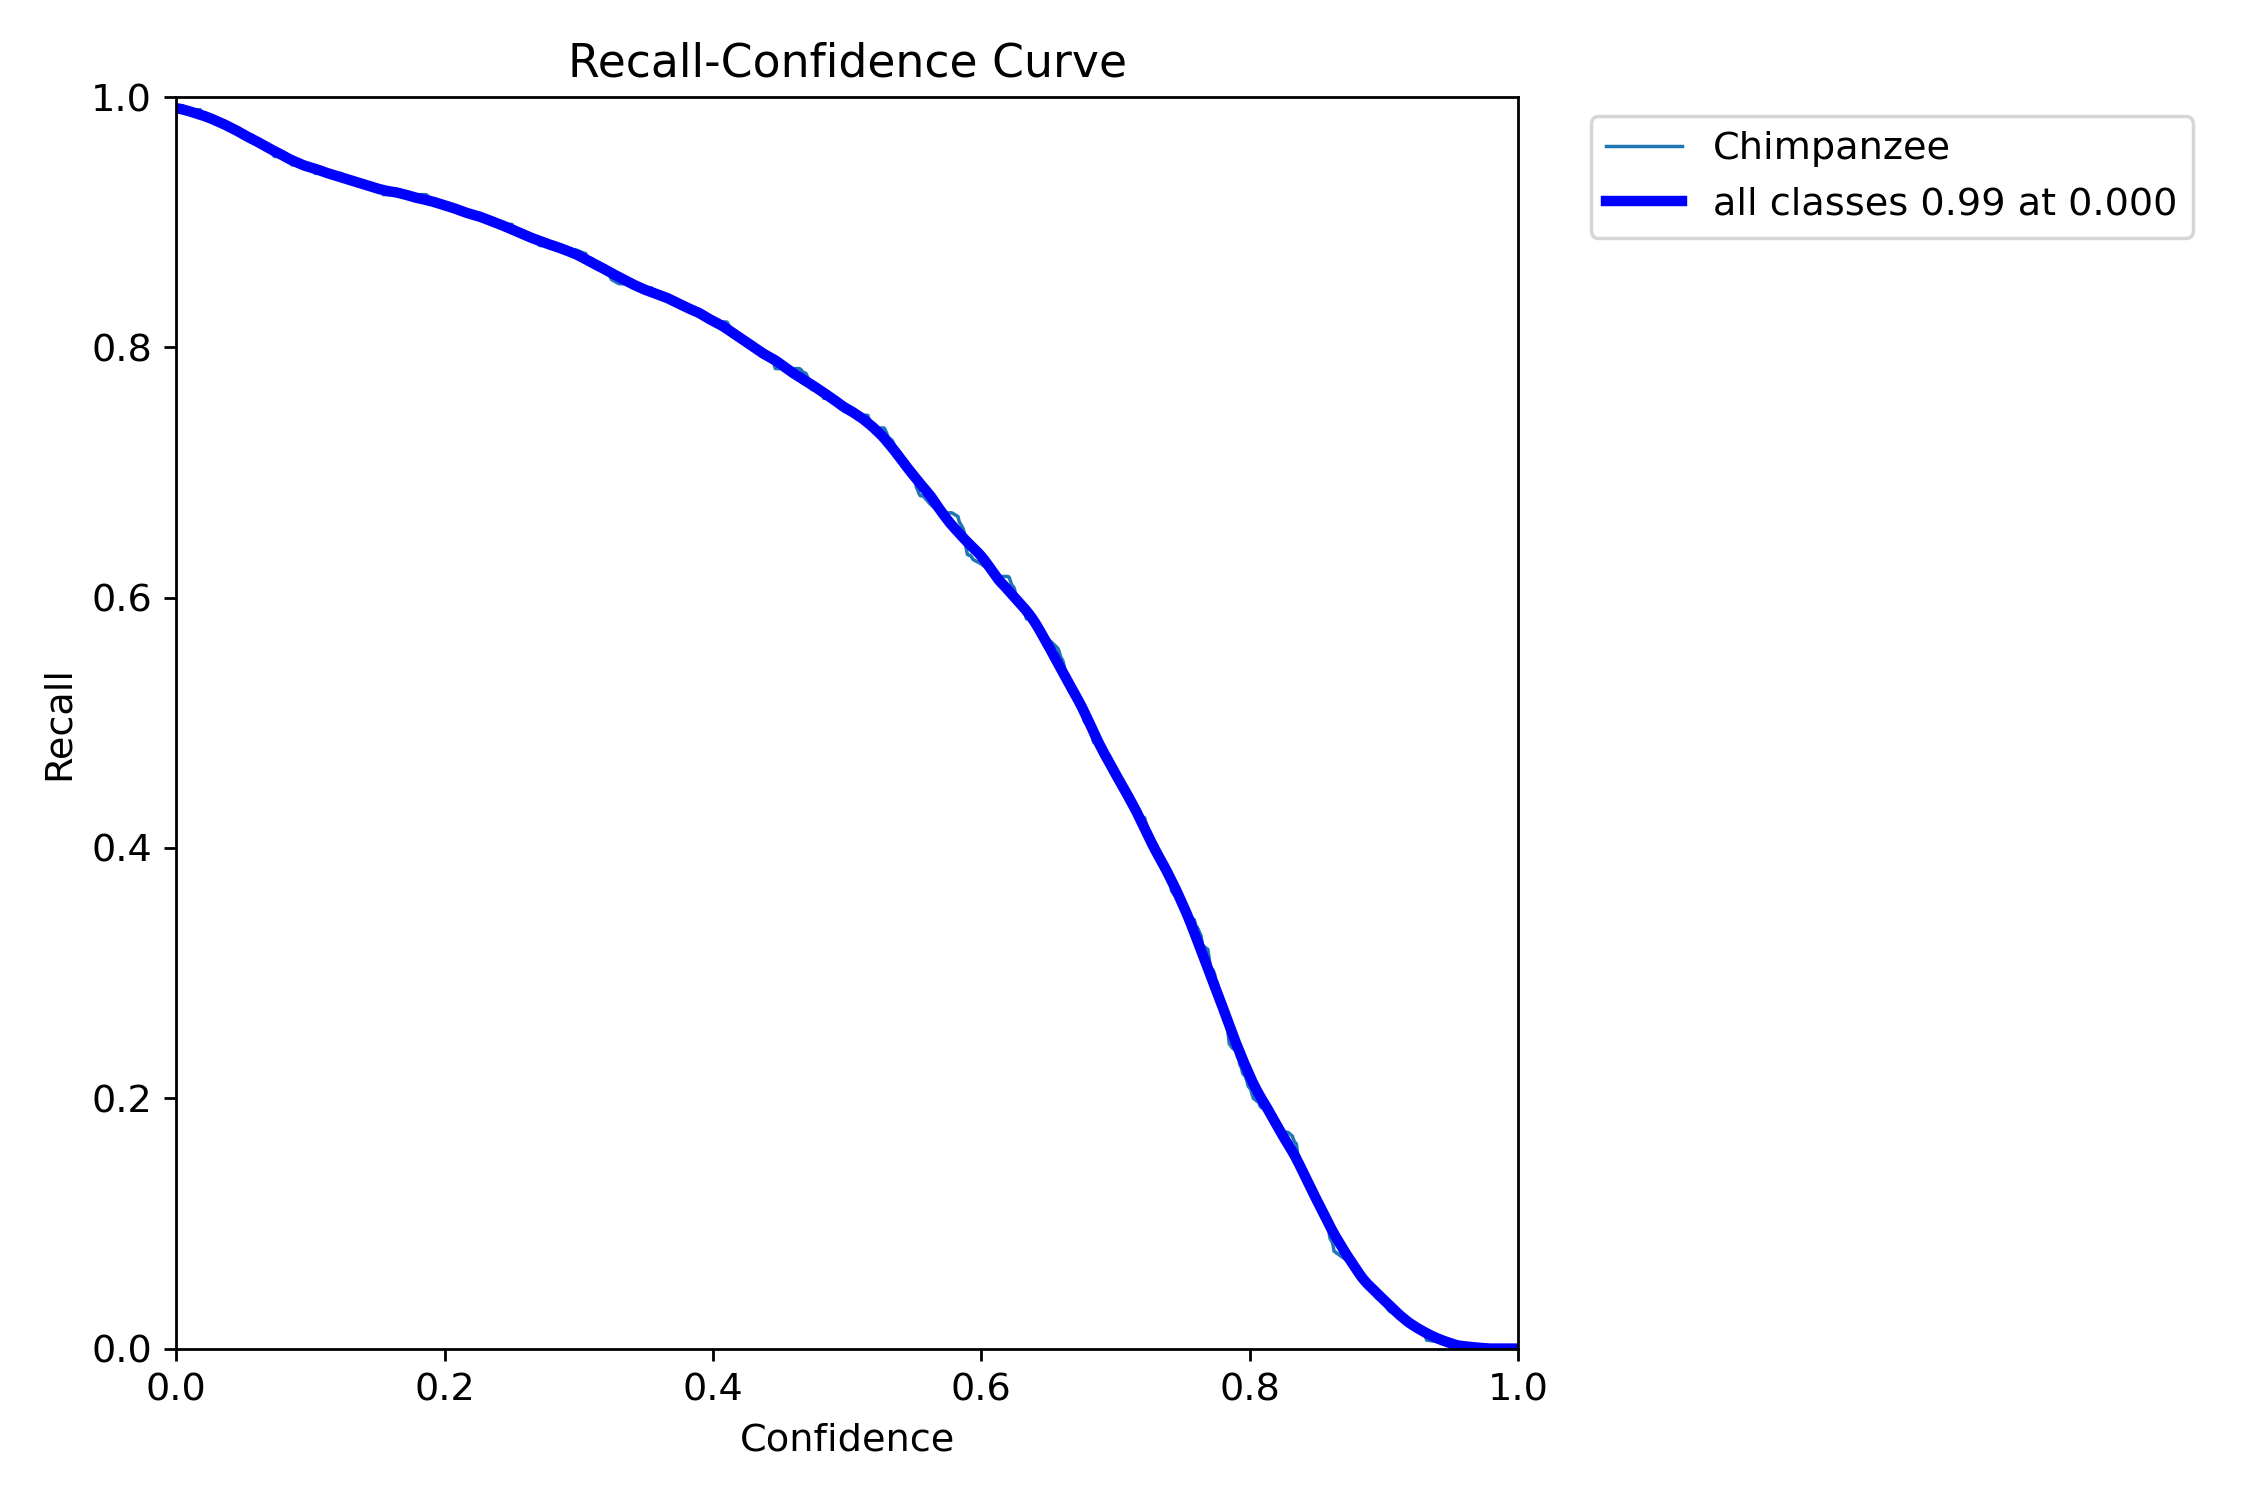 Recall-Confidence Curve
1.0
0.8
0.6
0.4
0.2
0.0
Recall
0.0 0.2 0.4 0.6 0.8 1.0
Confidence
Chimpanzee
all classes 0.99 at 0.000